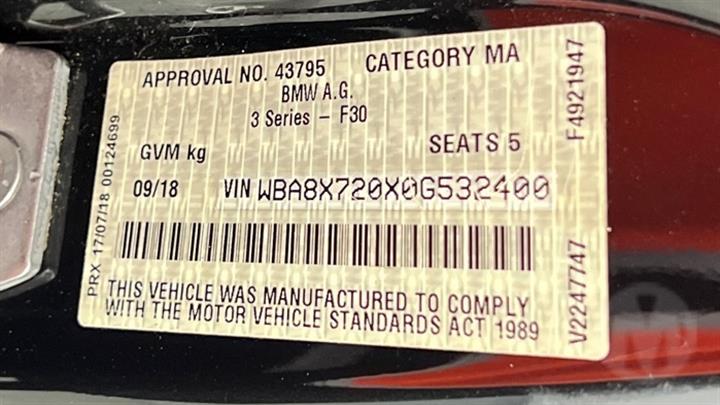 APPROVAL NO. 43795 CATEGORY MA
BMW A.G.
3 Series – F30
GVM kg SEATS 5
09/18 VIN WBA8X720X0G532400
THIS VEHICLE WAS MANUFACTURED TO COMPLY
WITH THE MOTOR VEHICLE STANDARDS ACT 1989
PRX 17/07/18 00124699
F4921947
V2247747